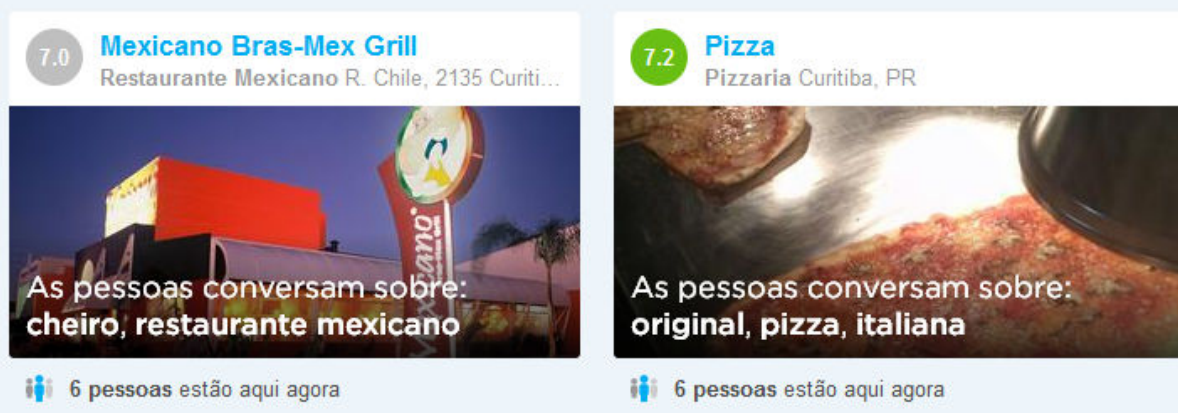 7.0
Mexicano Bras-Mex Grill
Restaurante Mexicano R. Chile, 2135 Curiti...
Mexicano
As pessoas conversam sobre:
cheiro, restaurante mexicano
6 pessoas estão aqui agora
7.2
Pizza
Pizzaria Curitiba, PR
As pessoas conversam sobre:
original, pizza, italiana
6 pessoas estão aqui agora